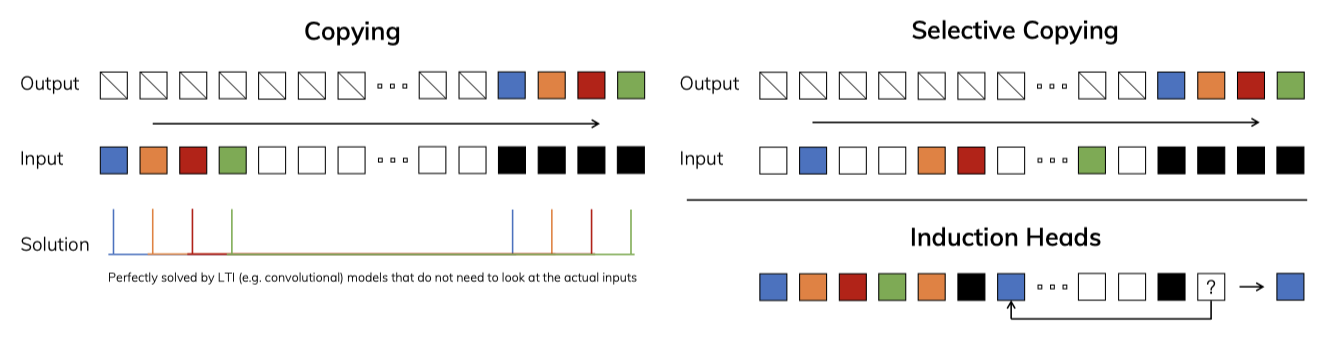 Copying
Output
Input
Solution
Perfectly solved by LTI (e.g. convolutional) models that do not need to look at the actual inputs
Selective Copying
Output
Input
Induction Heads
?